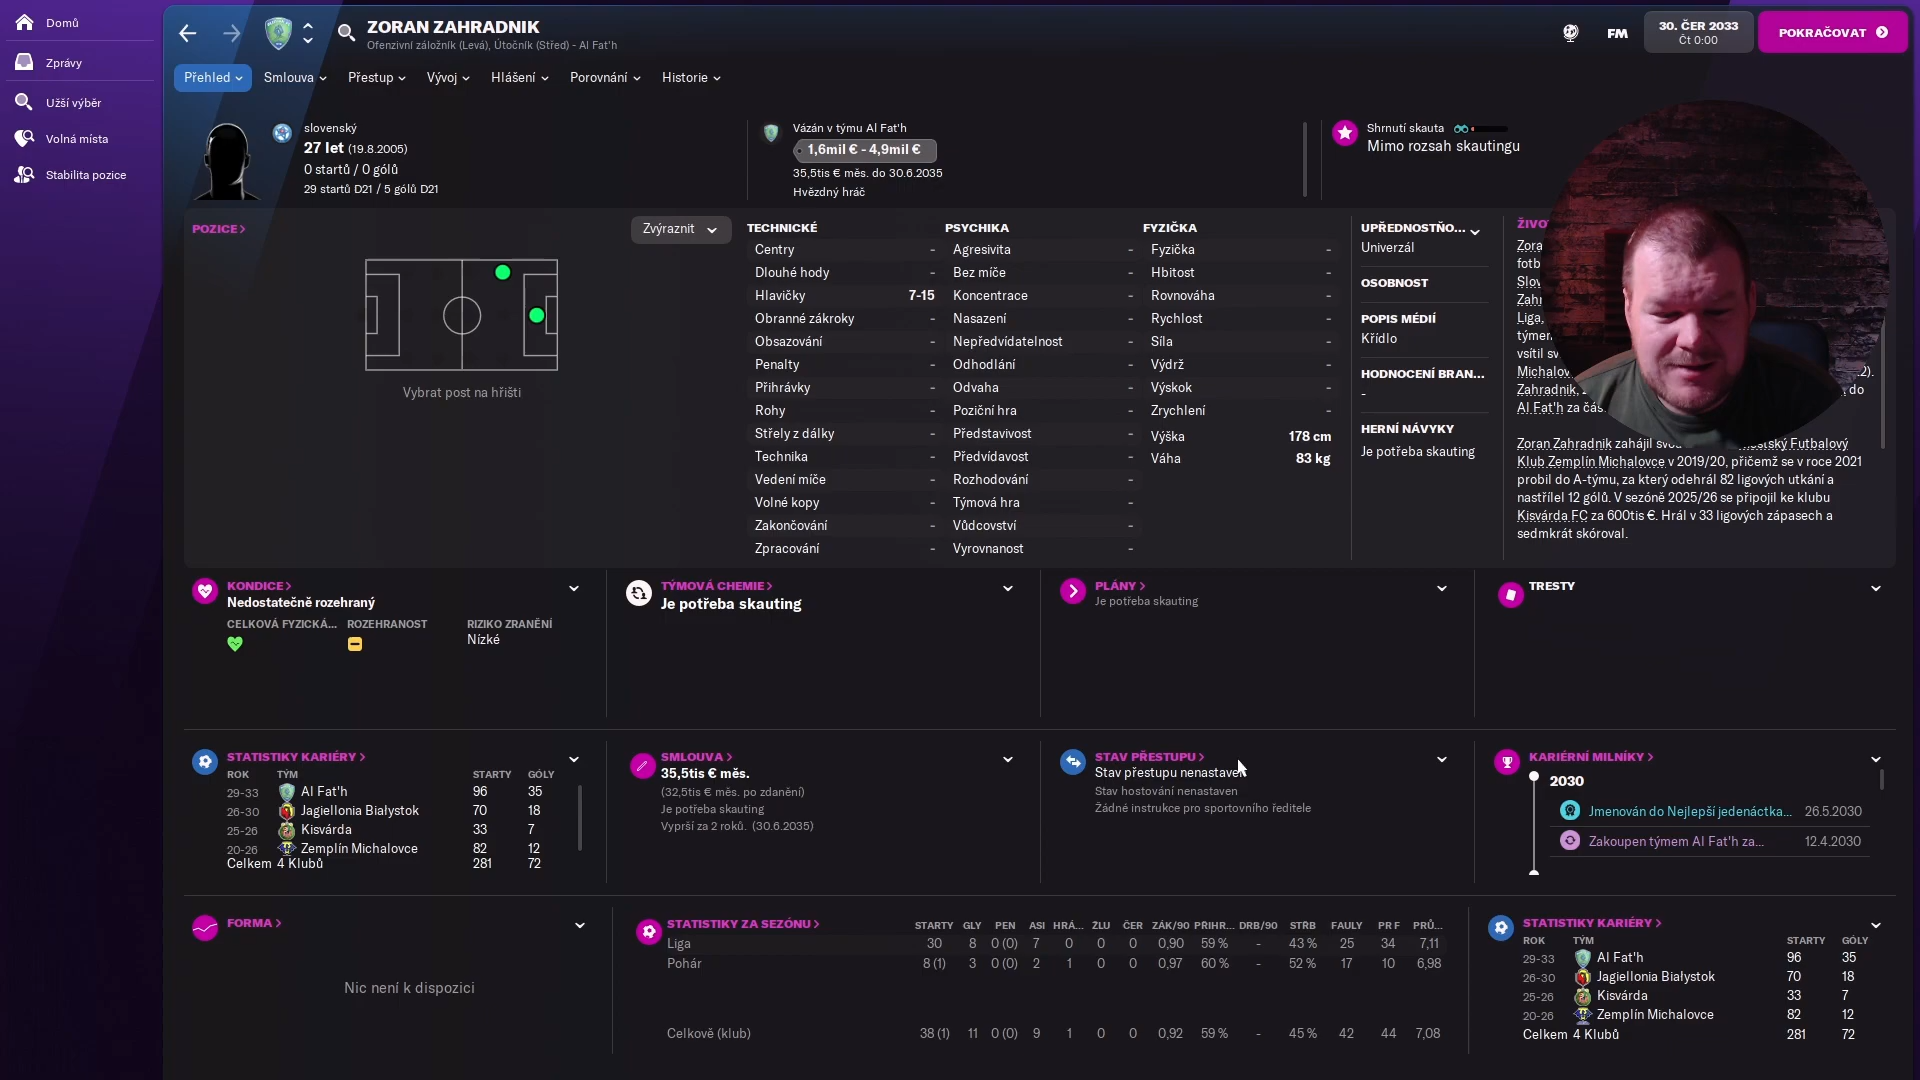 Domů
Zprávy
Užší výběr
Volná místa
Stabilita pozice
ZORAN ZAHRADNIK
Ofenzivní záložník (Levá), Útočník (Střed) - Al Fat'h
FM
30. ČER 2033
Čt 0:00
POKRAČOVAT
Přehled
Smlouva
Přestup
Vývoj
Hlášení
Porovnání
Historie
slovenský
27 let (19.8.2005)
0 startů / 0 gólů
29 startů D21 / 5 gólů D21
Vázán v týmu Al Fat'h
1,6mil € - 4,9mil €
35,5tis € měs. do 30.6.2035
Hvězdný hráč
Shrnutí skauta
Mimo rozsah skautingu
POZICE
Zvýraznit
Vybrat post na hřišti
TECHNICKÉ
Centry -
Dlouhé hody -
Hlavičky 7-15
Obranné zákroky -
Obsazování -
Penalty -
Přihrávky -
Rohy -
Střely z dálky -
Technika -
Vedení míče -
Volné kopy -
Zakončování -
Zpracování -
PSYCHIKA
Agresivita -
Bez míče -
Koncentrace -
Nasazení -
Nepředvídatelnost -
Odhodlání -
Odvaha -
Poziční hra -
Představivost -
Předvídavost -
Rozhodování -
Týmová hra -
Vůdcovství -
Vyrovnanost -
FYZIČKA
Fyzička -
Hbitost -
Rovnováha -
Rychlost -
Síla -
Výdrž -
Výskok -
Zrychlení -
Výška 178 cm
Váha 83 kg
UPŘEDNOSTŇO...
Univerzál
OSOBNOST
POPIS MÉDIÍ
Křídlo
HODNOCENÍ BRAN...
-
HERNÍ NÁVYKY
Je potřeba skauting
Liga,
týmem
vsítil
Michalov 2).
Zahradnik, do
Al Fat'h za
Zoran Zahradnik zahájil Futbalový
Klub Zemplín Michalovce v 2019/20, přičemž se v roce 2021
probil do A-týmu, za který odehrál 82 ligových utkání a
nastřílel 12 gólů. V sezóně 2025/26 se připojil ke klubu
Kisvárda FC za 600tis €. Hrál v 33 ligových zápasech a
sedmkrát skóroval.
KONDICE
Nedostatečně rozehraný
CELKOVÁ FYZICKÁ... ROZEHRANOST RIZIKO ZRANĚNÍ
Nízké
TÝMOVÁ CHEMIE
Je potřeba skauting
PLÁNY
Je potřeba skauting
TRESTY
STATISTIKY KARIÉRY
ROK TÝM STARTY GÓLY
29-33 Al Fat'h 96 35
26-30 Jagiellonia Białystok 70 18
25-26 Kisvárda 33 7
20-26 Zemplín Michalovce 82 12
Celkem 4 Klubů 281 72
SMLOUVA
35,5tis € měs.
(32,5tis € měs. po zdanění)
Je potřeba skauting
Vyprší za 2 roků. (30.6.2035)
STAV PŘESTUPU
Stav přestupu nenastaven
Stav hostování nenastaven
Žádné instrukce pro sportovního ředitele
KARIÉRNÍ MILNÍKY
2030
Jmenován do Nejlepší jedenáctka... 26.5.2030
Zakoupen týmem Al Fat'h za... 12.4.2030
FORMA
Nic není k dispozici
STATISTIKY ZA SEZÓNU STARTY GLY PEN ASI HRÁ... ŽLU ČER ZÁK/90 PŘIHR... DRB/90 STŘB FAULY PR F PRŮ...
Liga 30 8 0 (0) 7 0 0 0 0,90 59 % - 43 % 25 34 7,11
Pohár 8 (1) 3 0 (0) 2 1 0 0 0,97 60 % - 52 % 17 10 6,98
Celkově (klub) 38 (1) 11 0 (0) 9 1 0 0 0,92 59 % - 45 % 42 44 7,08
STATISTIKY KARIÉRY
ROK TÝM STARTY GÓLY
29-33 Al Fat'h 96 35
26-30 Jagiellonia Białystok 70 18
25-26 Kisvárda 33 7
20-26 Zemplín Michalovce 82 12
Celkem 4 Klubů 281 72